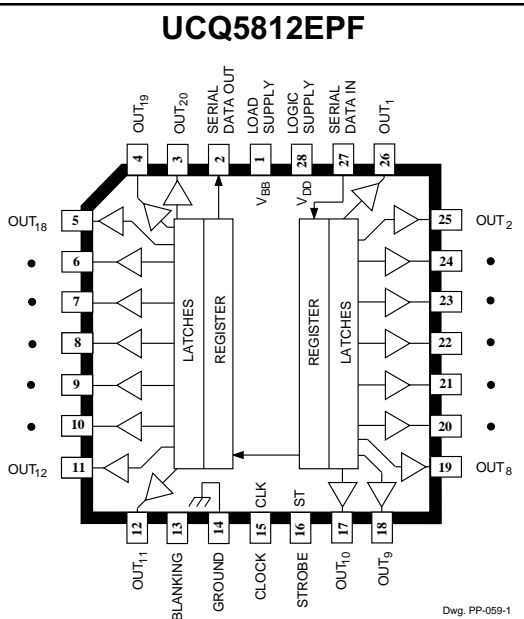 UCQ5812EPF
OUT19
OUT20
SERIAL
DATA OUT
LOAD
SUPPLY
LOGIC
SUPPLY
SERIAL
DATA IN
OUT1
4
3
2
1
28
27
26
VBB
VDD
OUT18
5
25
OUT2
6
24
7
23
8
22
9
21
10
20
OUT12
11
19
OUT8
LATCHES
REGISTER
REGISTER
LATCHES
CLK
ST
12
13
14
15
16
17
18
OUT11
BLANKING
GROUND
CLOCK
STROBE
OUT10
OUT9
Dwg. PP-059-1